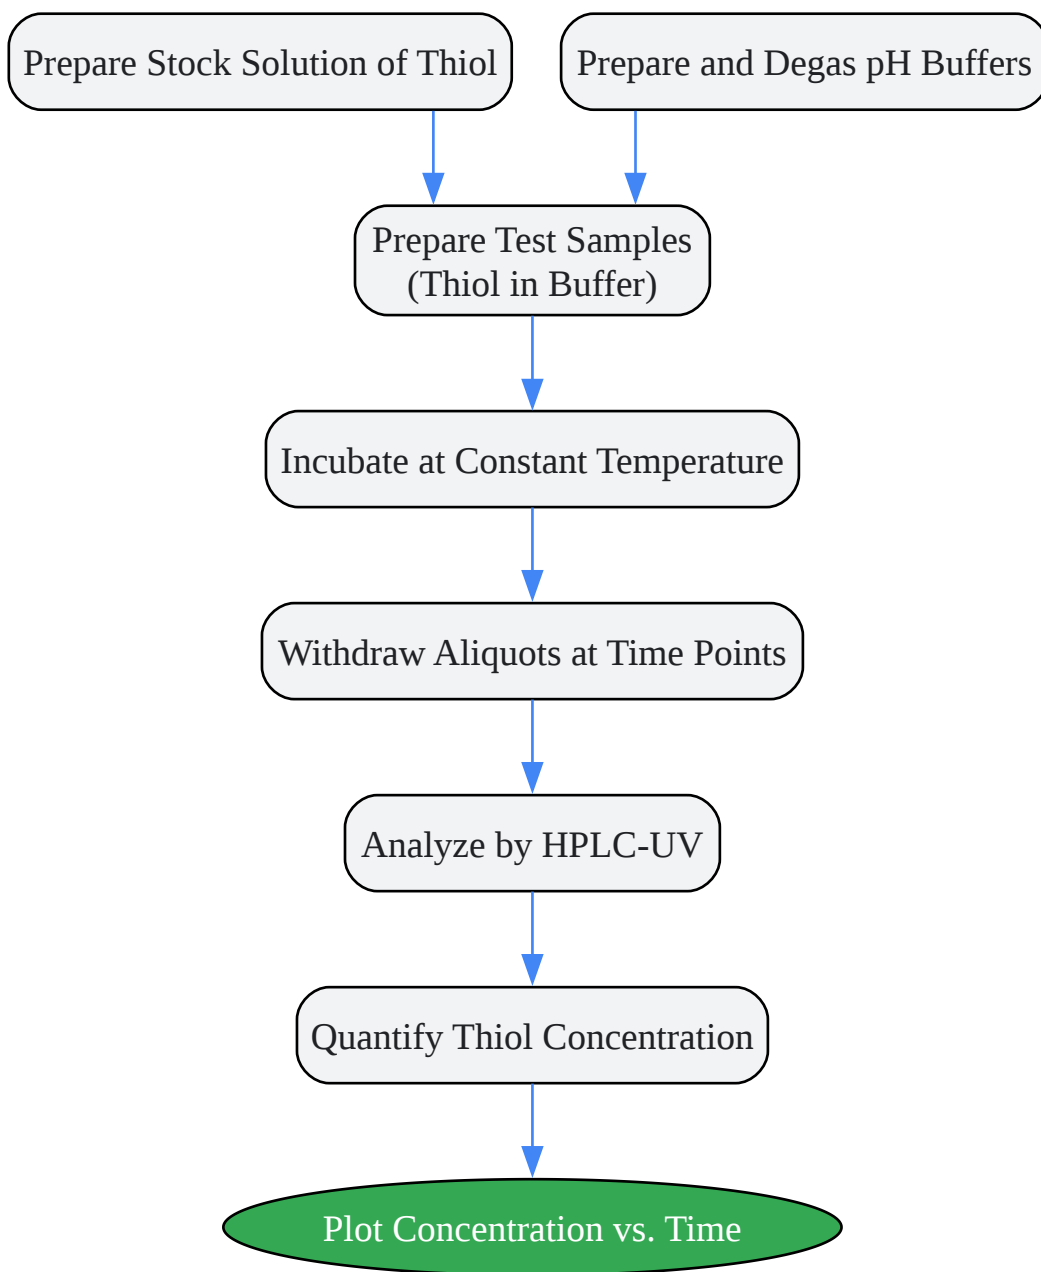 Prepare Stock Solution of Thiol
Prepare and Degas pH Buffers
Prepare Test Samples
(Thiol in Buffer)
Incubate at Constant Temperature
Withdraw Aliquots at Time Points
Analyze by HPLC-UV
Quantify Thiol Concentration
Plot Concentration vs. Time